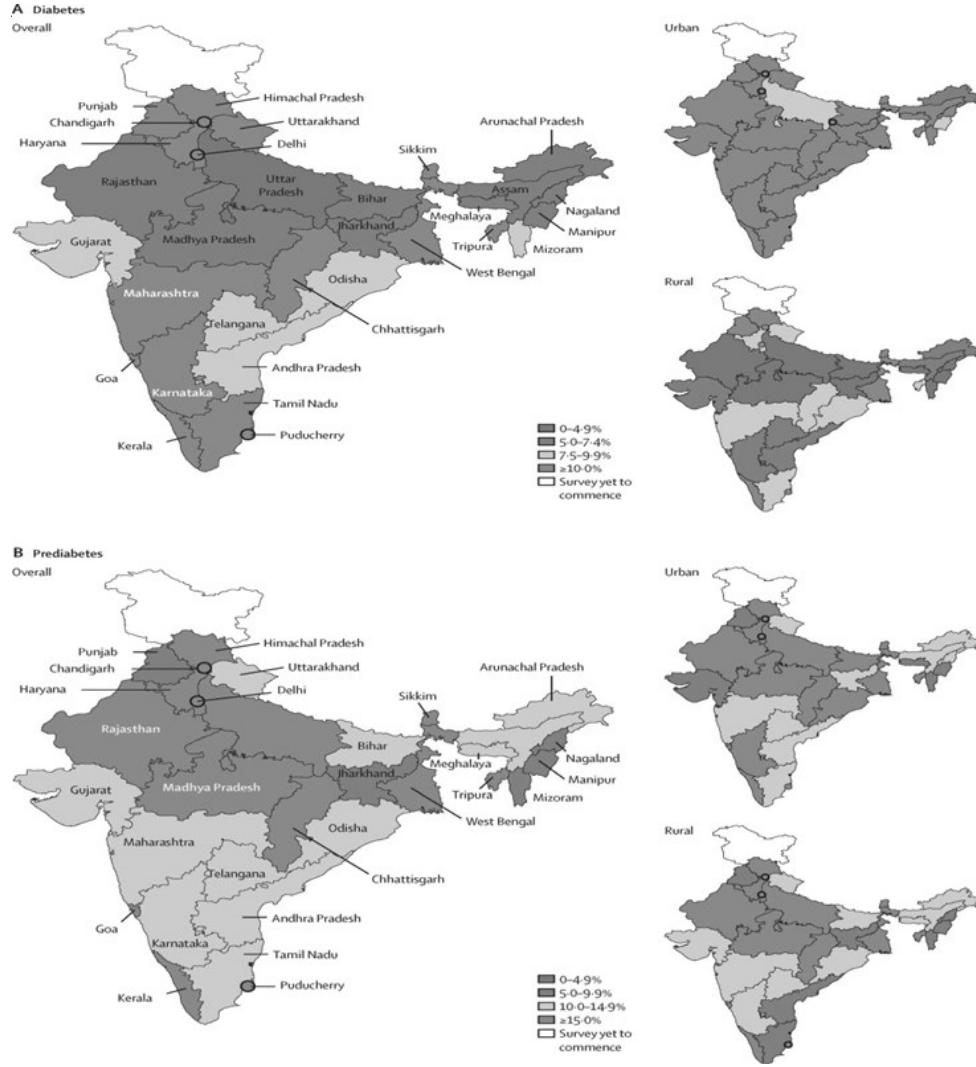 A Diabetes
Overall
Urban
Punjab
Himachal Pradesh
Chandigarh
Uttarakhand
Haryana
Delhi
Arunachal Pradesh
Sikkim
Rajasthan
Uttar
Pradesh
Bihar
Assam
Nagaland
Meghalaya
Manipur
Gujarat
Madhya Pradesh
Jharkhand
Tripura
Mizoram
West Bengal
Rural
Odisha
Maharashtra
Telangana
Chhattisgarh
Goa
Andhra Pradesh
Karnataka
Tamil Nadu
Kerala
Puducherry
0–4·9%
5·0–7·4%
7·5–9·9%
≥10·0%
Survey yet to
commence
B Prediabetes
Overall
Urban
Punjab
Himachal Pradesh
Chandigarh
Uttarakhand
Haryana
Delhi
Arunachal Pradesh
Sikkim
Rajasthan
Bihar
Nagaland
Meghalaya
Manipur
Gujarat
Madhya Pradesh
Jharkhand
Tripura
Mizoram
West Bengal
Rural
Odisha
Maharashtra
Telangana
Chhattisgarh
Goa
Andhra Pradesh
Karnataka
Tamil Nadu
Kerala
Puducherry
0–4·9%
5·0–9·9%
10·0–14·9%
≥15·0%
Survey yet to
commence